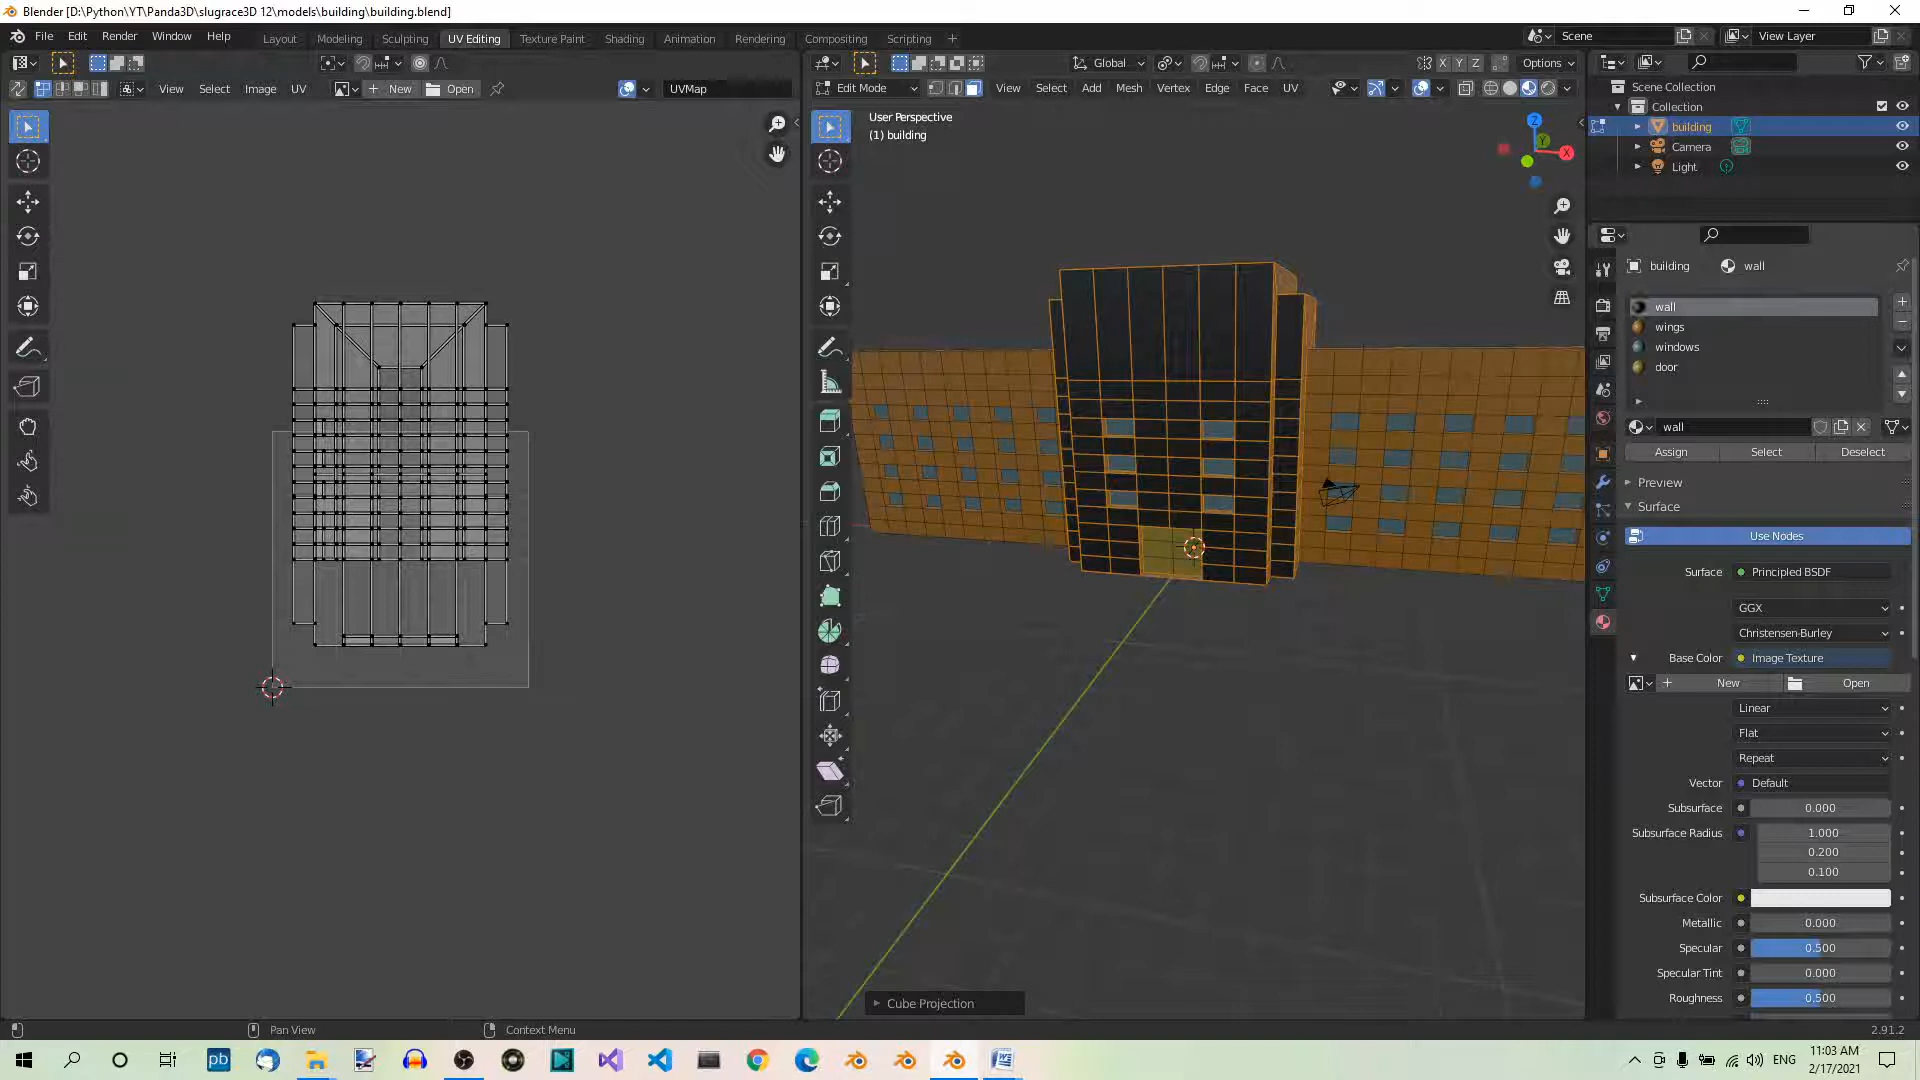 Blender [D:\Python\YT\Panda3D\slugrace3D 12\models\building\building.blend]
File Edit Render Window Help
Layout Modeling Sculpting UV Editing Texture Paint Shading Animation Rendering Compositing Scripting
Scene View Layer
Global X Y Z Options
View Select Image UV New Open UVMap
Edit Mode View Select Add Mesh Vertex Edge Face UV
User Perspective
(1) building
Z
Y
X
Scene Collection
Collection
building
Camera
Light
building wall
wall
wings
windows
door
wall
Assign Select Deselect
Preview
Surface
Use Nodes
Surface Principled BSDF
GGX
Christensen-Burley
Base Color Image Texture
New Open
Linear
Flat
Repeat
Vector Default
Subsurface 0.000
Subsurface Radius 1.000
0.200
0.100
Subsurface Color
Metallic 0.000
Specular 0.500
Specular Tint 0.000
Roughness 0.500
Cube Projection
Pan View Context Menu 2.91.2
pb ENG 11:03 AM
2/17/2021